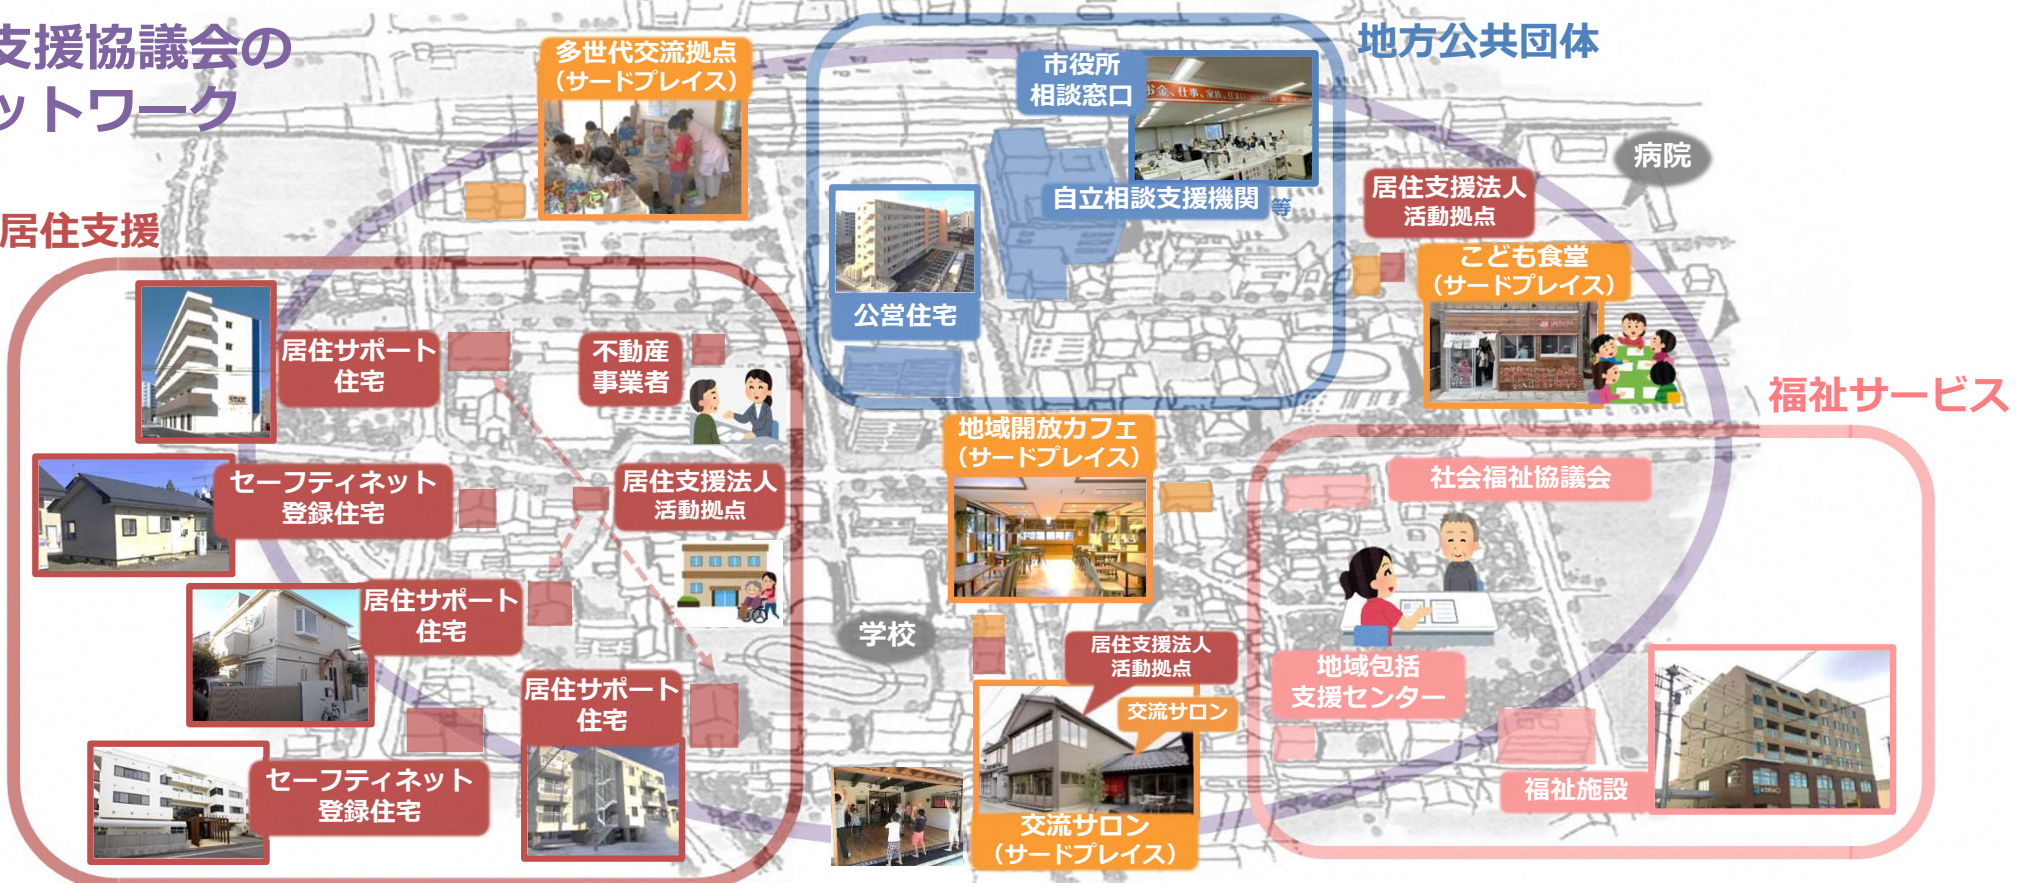 支援協議会の
ットワーク
居住支援
多世代交流拠点
（サードプレイス）
地方公共団体
市役所
相談窓口
お金、仕事、家族、住まい
自立相談支援機関 等
公営住宅
病院
居住支援法人
活動拠点
こども食堂
（サードプレイス）
福祉サービス
居住サポート
住宅
不動産
事業者
セーフティネット
登録住宅
居住支援法人
活動拠点
居住サポート
住宅
居住サポート
住宅
セーフティネット
登録住宅
地域開放カフェ
（サードプレイス）
学校
居住支援法人
活動拠点
交流サロン
交流サロン
（サードプレイス）
社会福祉協議会
地域包括
支援センター
福祉施設